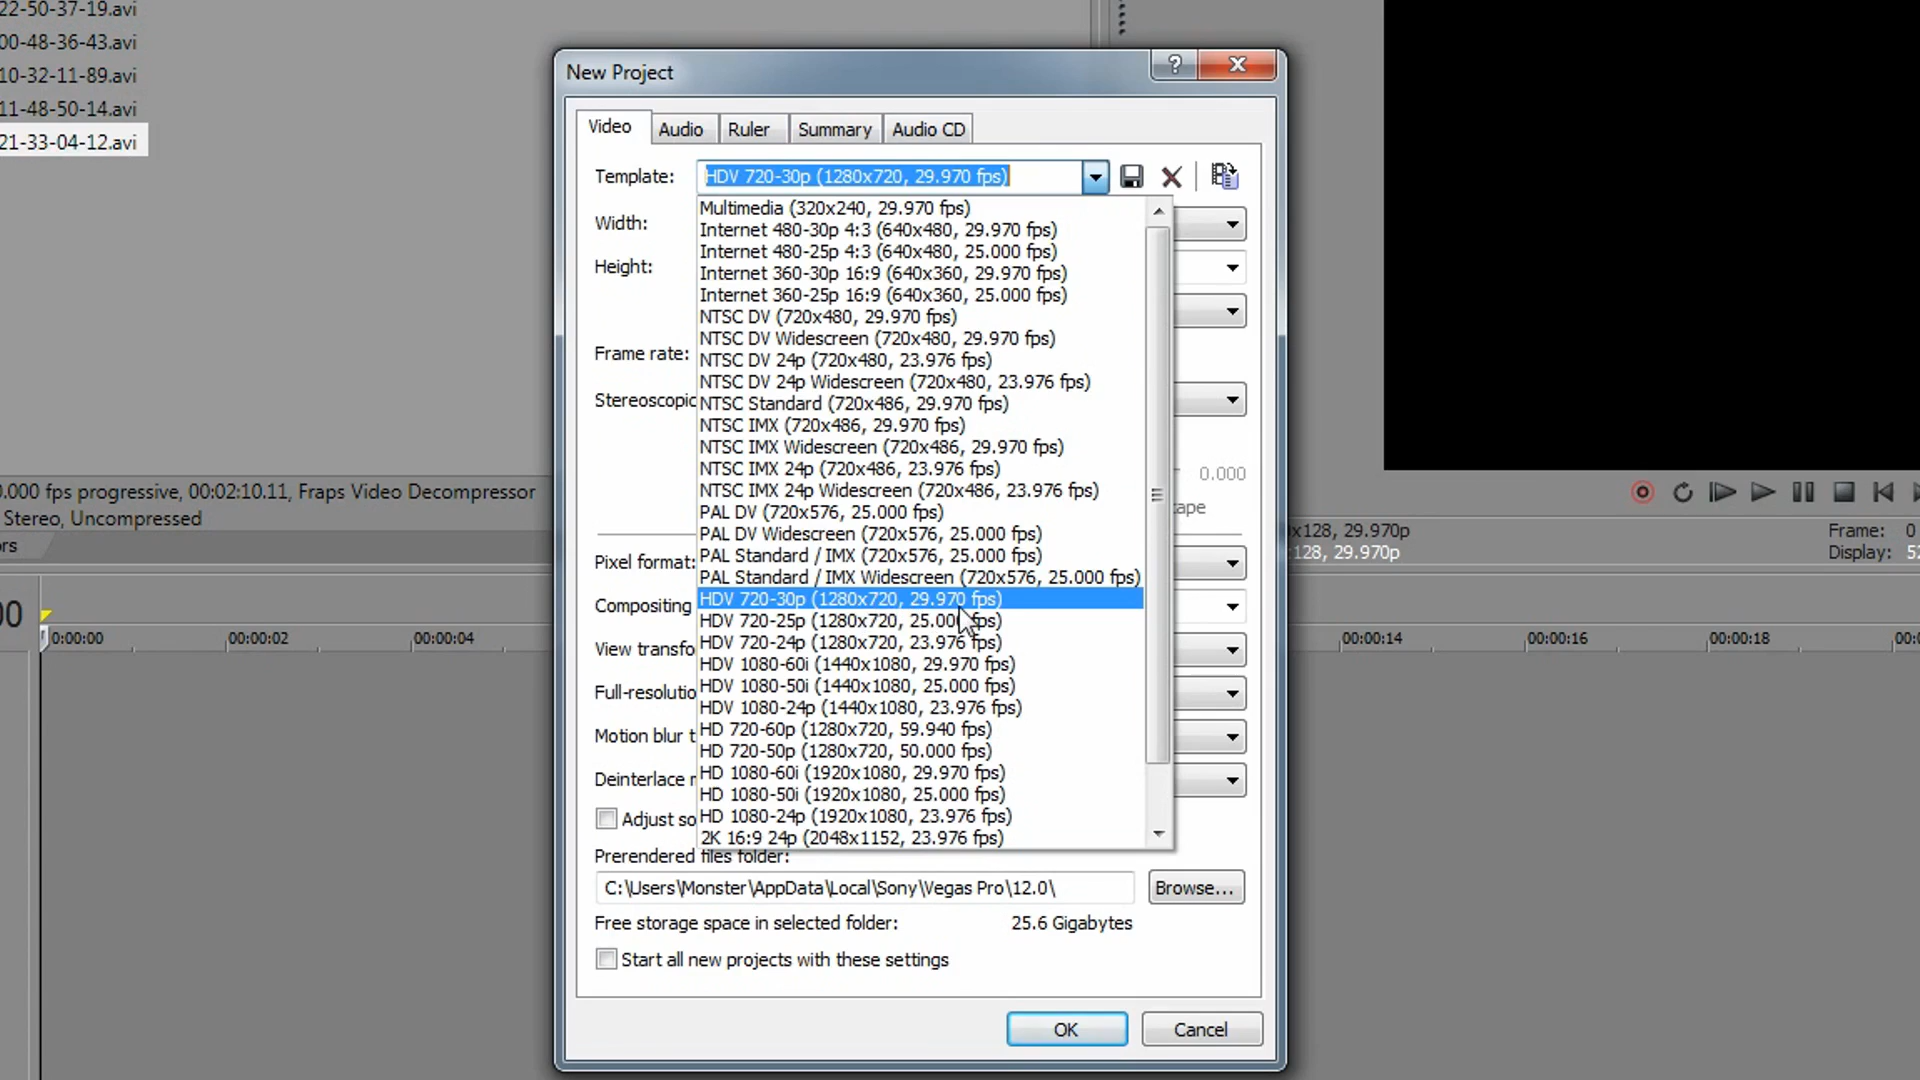 22-50-37-19.avi
00-48-36-43.avi
10-32-11-89.avi
11-48-50-14.avi
21-33-04-12.avi
0.000 fps progressive, 00:02:10.11, Fraps Video Decompressor
Stereo, Uncompressed
New Project
?
Video
Audio
Ruler
Summary
Audio CD
Template:
HDV 720-30p (1280x720, 29.970 fps)
Multimedia (320x240, 29.970 fps)
Internet 480-30p 4:3 (640x480, 29.970 fps)
Internet 480-25p 4:3 (640x480, 25.000 fps)
Internet 360-30p 16:9 (640x360, 29.970 fps)
Internet 360-25p 16:9 (640x360, 25.000 fps)
NTSC DV (720x480, 29.970 fps)
NTSC DV Widescreen (720x480, 29.970 fps)
NTSC DV 24p (720x480, 23.976 fps)
NTSC DV 24p Widescreen (720x480, 23.976 fps)
NTSC Standard (720x486, 29.970 fps)
NTSC IMX (720x486, 29.970 fps)
NTSC IMX Widescreen (720x486, 29.970 fps)
NTSC IMX 24p (720x486, 23.976 fps)
NTSC IMX 24p Widescreen (720x486, 23.976 fps)
PAL DV (720x576, 25.000 fps)
PAL DV Widescreen (720x576, 25.000 fps)
PAL Standard / IMX (720x576, 25.000 fps)
PAL Standard / IMX Widescreen (720x576, 25.000 fps)
HDV 720-30p (1280x720, 29.970 fps)
HDV 720-25p (1280x720, 25.000 fps)
HDV 720-24p (1280x720, 23.976 fps)
HDV 1080-60i (1440x1080, 29.970 fps)
HDV 1080-50i (1440x1080, 25.000 fps)
HDV 1080-24p (1440x1080, 23.976 fps)
HD 720-60p (1280x720, 59.940 fps)
HD 720-50p (1280x720, 50.000 fps)
HD 1080-60i (1920x1080, 29.970 fps)
HD 1080-50i (1920x1080, 25.000 fps)
HD 1080-24p (1920x1080, 23.976 fps)
2K 16:9 24p (2048x1152, 23.976 fps)
Width:
Height:
Frame rate:
Stereoscopic
0.000
Pixel format:
Compositing
View transfo
Full-resolutio
Motion blur t
Deinterlace
Adjust so
Prerendered files folder:
C:\Users\Monster\AppData\Local\Sony\Vegas Pro\12.0\
Browse...
Free storage space in selected folder:
25.6 Gigabytes
Start all new projects with these settings
OK
Cancel
x128, 29.970p
128, 29.970p
Frame: 0
Display: 52
00
0:00:00
00:00:02
00:00:04
00:00:14
00:00:16
00:00:18